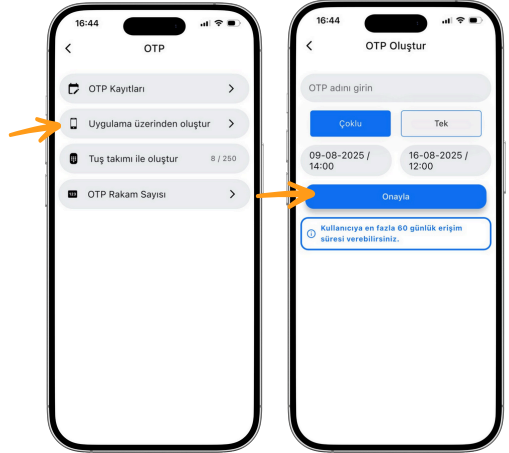 16:44
OTP
OTP Kayıtları
Uygulama üzerinden oluştur
Tuş takımı ile oluştur 8 / 250
OTP Rakam Sayısı
16:44
OTP Oluştur
OTP adını girin
Çoklu Tek
09-08-2025 /
14:00
16-08-2025 /
12:00
Onayla
Kullanıcıya en fazla 60 günlük erişim
süresi verebilirsiniz.